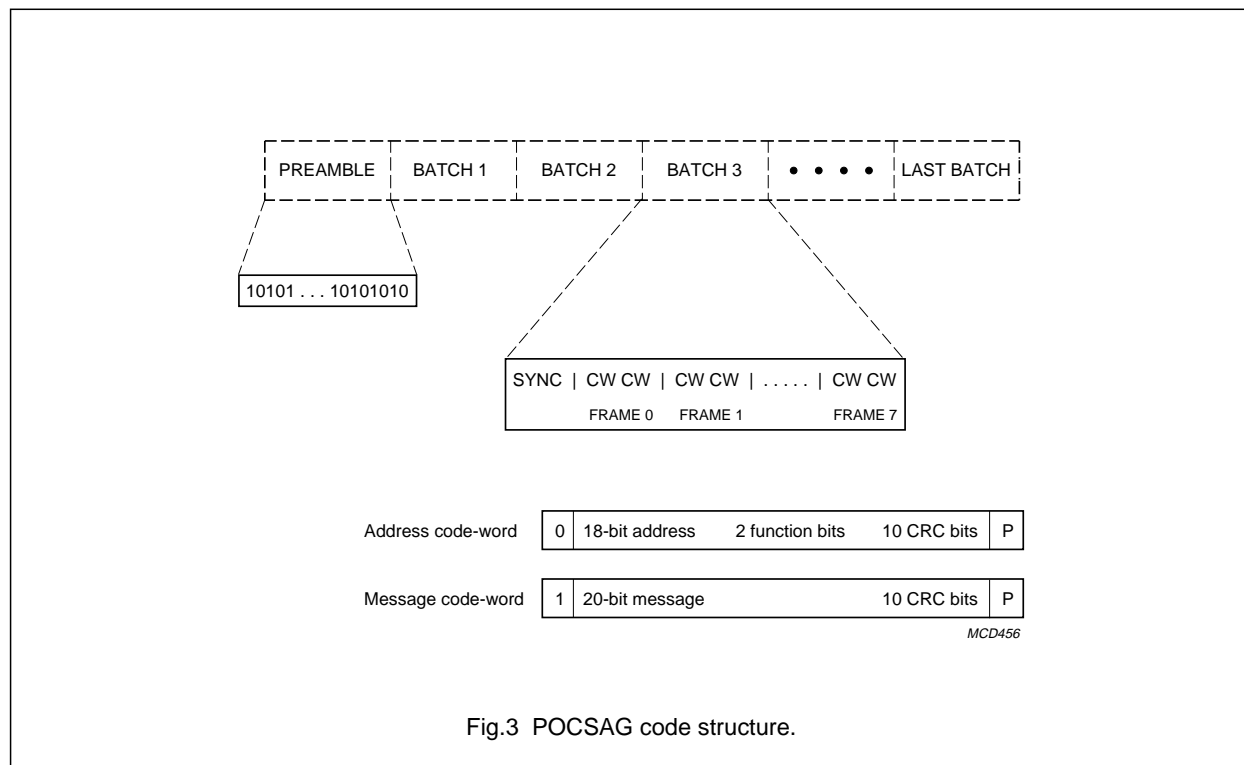 PREAMBLE BATCH 1 BATCH 2 BATCH 3 • • • • LAST BATCH
10101 . . . 10101010
SYNC | CW CW | CW CW | . . . . . | CW CW
FRAME 0 FRAME 1 FRAME 7
Address code-word 0 18-bit address 2 function bits 10 CRC bits P
Message code-word 1 20-bit message 10 CRC bits P
MCD456
Fig.3 POCSAG code structure.